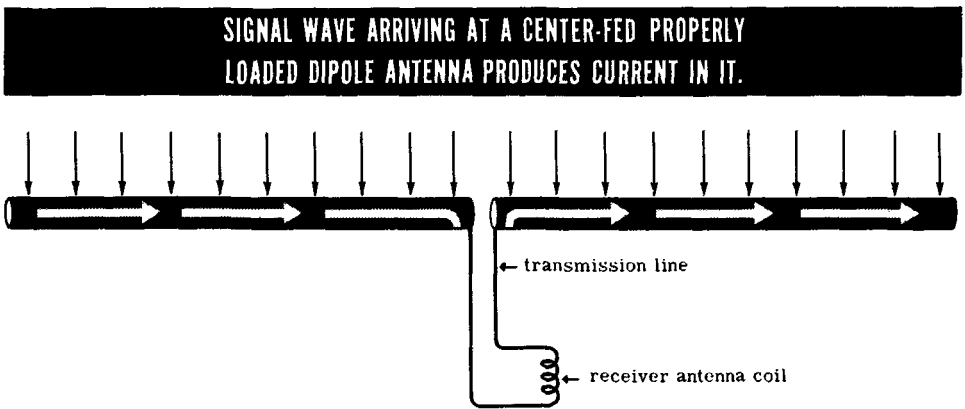 SIGNAL WAVE ARRIVING AT A CENTER-FED PROPERLY
LOADED DIPOLE ANTENNA PRODUCES CURRENT IN IT.
transmission line
receiver antenna coil